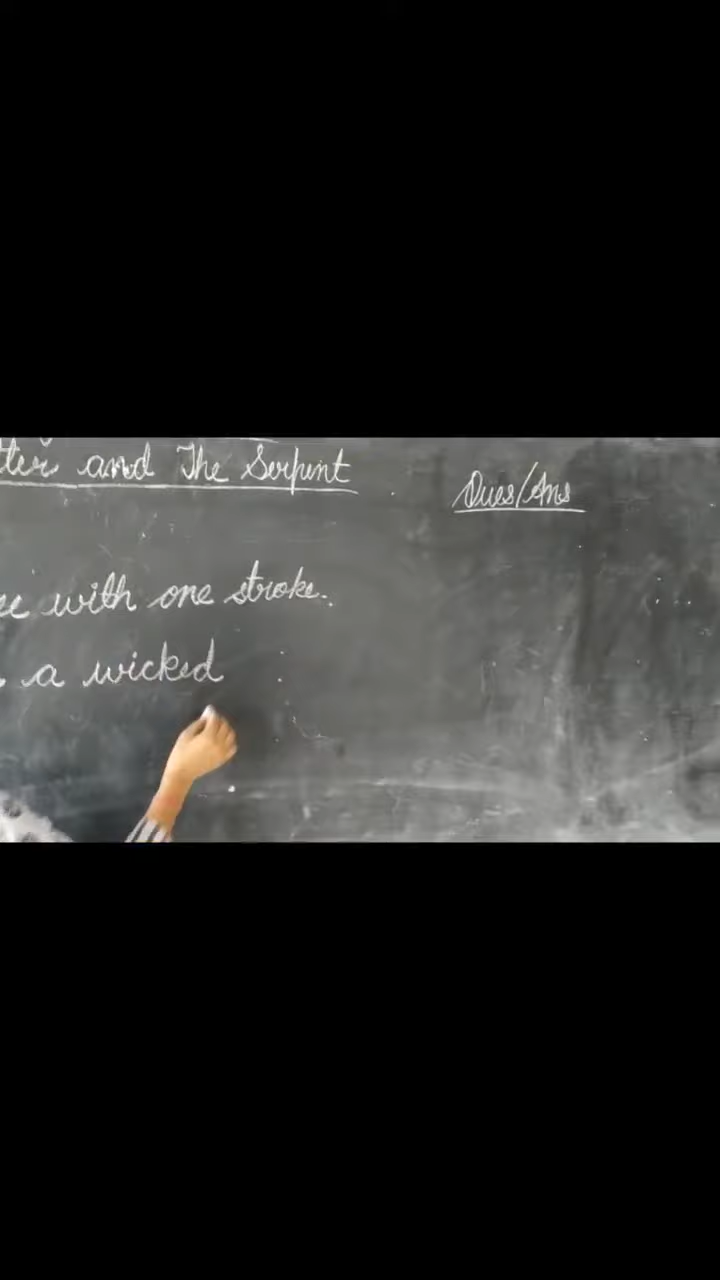 and The Serpent
Ques/Ans
with one stroke.
a wicked